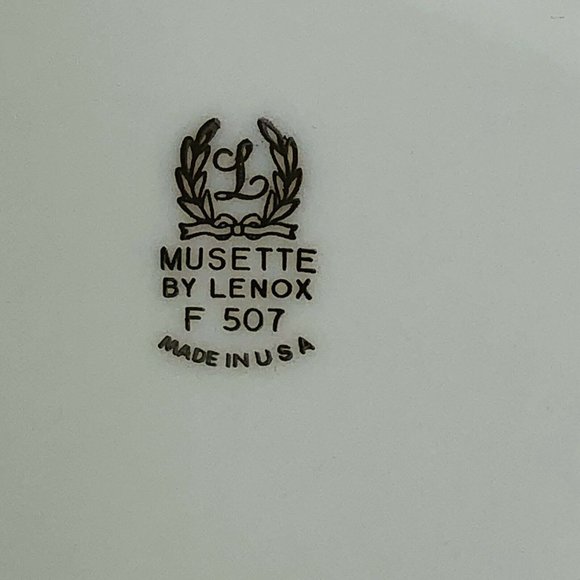 L
MUSETTE
BY LENOX
F 507
MADE IN USA